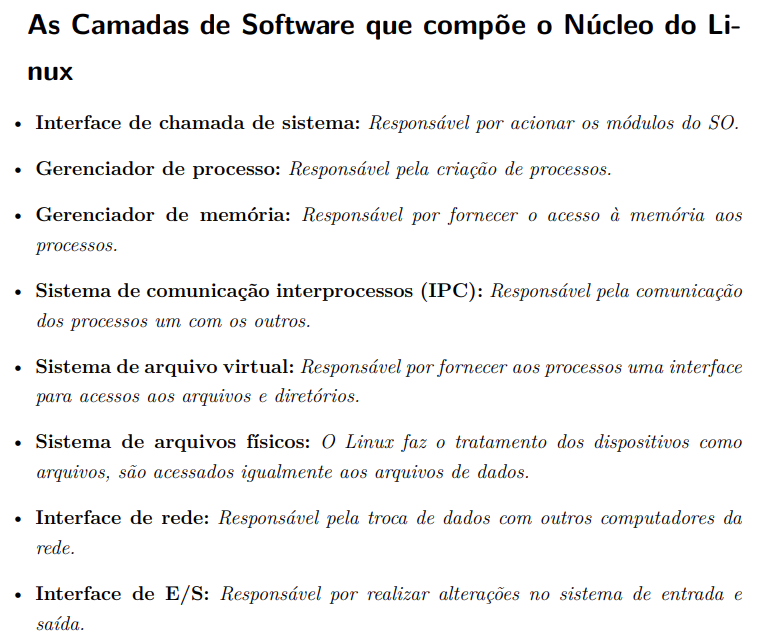 As Camadas de Software que compõe o Núcleo do Li-
nux
• Interface de chamada de sistema: Responsável por acionar os módulos do SO.
• Gerenciador de processo: Responsável pela criação de processos.
• Gerenciador de memória: Responsável por fornecer o acesso à memória aos
processos.
• Sistema de comunicação interprocessos (IPC): Responsável pela comunicação
dos processos um com os outros.
• Sistema de arquivo virtual: Responsável por fornecer aos processos uma interface
para acessos aos arquivos e diretórios.
• Sistema de arquivos físicos: O Linux faz o tratamento dos dispositivos como
arquivos, são acessados igualmente aos arquivos de dados.
• Interface de rede: Responsável pela troca de dados com outros computadores da
rede.
• Interface de E/S: Responsável por realizar alterações no sistema de entrada e
saída.